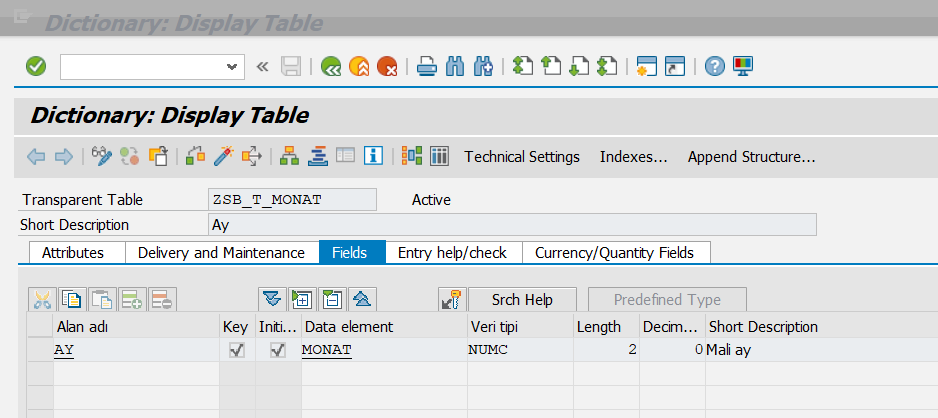 Dictionary: Display Table
Dictionary: Display Table
Technical Settings Indexes... Append Structure...
Transparent Table ZSB_T_MONAT Active
Short Description Ay
Attributes Delivery and Maintenance Fields Entry help/check Currency/Quantity Fields
Srch Help Predefined Type
Alan adı Key Initi... Data element Veri tipi Length Decim... Short Description
AY MONAT NUMC 2 0 Mali ay